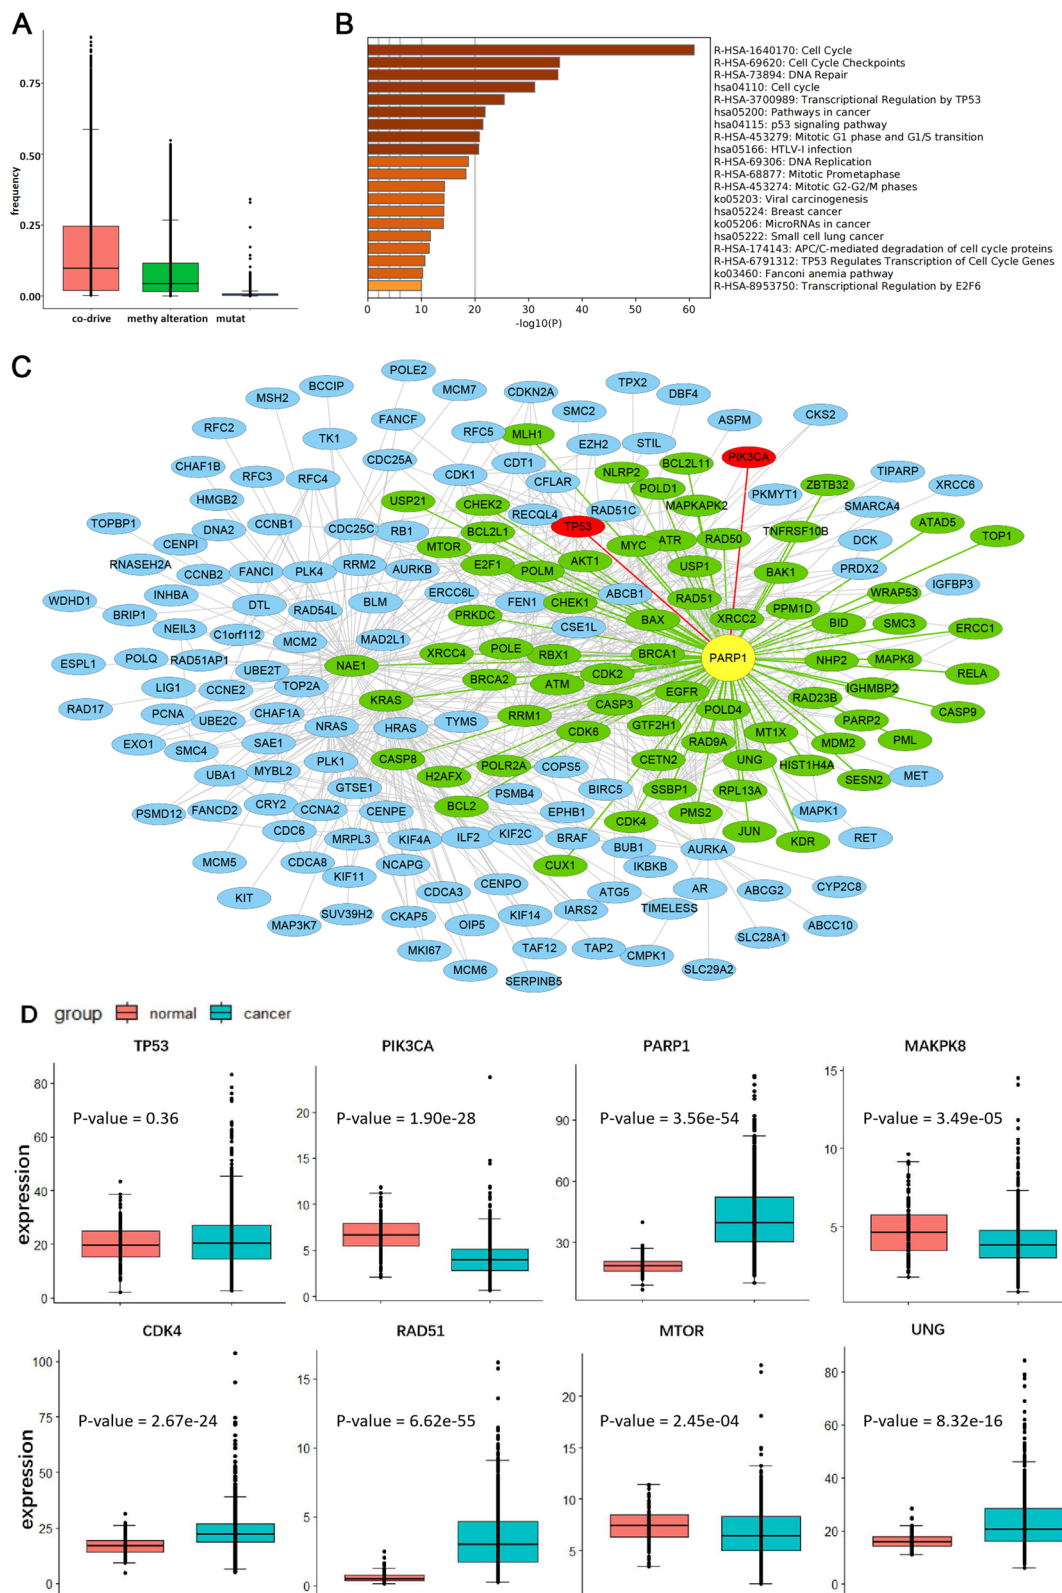 A
frequency
0.75
0.50
0.25
0.00
co-drive methy alteration mutat
B
R-HSA-1640170: Cell Cycle
R-HSA-69620: Cell Cycle Checkpoints
R-HSA-73894: DNA Repair
hsa04110: Cell cycle
R-HSA-3700989: Transcriptional Regulation by TP53
hsa05200: Pathways in cancer
hsa04115: p53 signaling pathway
R-HSA-453279: Mitotic G1 phase and G1/S transition
hsa05166: HTLV-I infection
R-HSA-69306: DNA Replication
R-HSA-68877: Mitotic Prometaphase
R-HSA-453274: Mitotic G2-G2/M phases
ko05203: Viral carcinogenesis
hsa05224: Breast cancer
ko05206: MicroRNAs in cancer
hsa05222: Small cell lung cancer
R-HSA-174143: APC/C-mediated degradation of cell cycle proteins
R-HSA-6791312: TP53 Regulates Transcription of Cell Cycle Genes
ko03460: Fanconi anemia pathway
R-HSA-8953750: Transcriptional Regulation by E2F6
0 10 20 30 40 50 60
-log10(P)
C
POLE2
BCCIP
MSH2
MCM7
CDKN2A
TPX2
DBF4
SMC2
CKS2
ASPM
FANCF
RFC2
TK1
RFC5
MLH1
EZH2
STIL
PIK3CA
CHAF1B
RFC3
RFC4
CDC25A
CDK1
CDT1
CFLAR
NLRP2
BCL2L11
POLD1
PKMYT1
ZBTB32
TIPARP
XRCC6
HMGB2
USP21
CHEK2
RECQL4
RAD51C
MAPKAPK2
SMARCA4
TOPBP1
DNA2
CCNB1
CDC25C
RB1
BCL2L1
TP53
TNFRSF10B
ATAD5
TOP1
CENPI
MTOR
MYC
ATR
RAD50
DCK
RNASEH2A
CCNB2
FANCI
PLK4
RRM2
AURKB
E2F1
POLM
AKT1
USP1
BAK1
PRDX2
IGFBP3
WDHD1
INHBA
BRIP1
DTL
RAD54L
BLM
ERCC6L
FEN1
CHEK1
ABCB1
RAD51
PPM1D
WRAP53
NEIL3
C1orf112
MCM2
MAD2L1
PRKDC
CSE1L
BAX
XRCC2
BID
SMC3
ERCC1
ESPL1
POLQ
RAD51AP1
UBE2T
NAE1
XRCC4
POLE
RBX1
BRCA1
PARP1
NHP2
MAPK8
RELA
LIG1
CCNE2
TOP2A
KRAS
BRCA2
ATM
CDK2
EGFR
RAD23B
IGHMBP2
RAD17
PCNA
UBE2C
CHAF1A
NRAS
HRAS
TYMS
RRM1
CASP3
POLD4
PARP2
CASP9
EXO1
SMC4
SAE1
CDK6
GTF2H1
MT1X
MDM2
PML
RAD9A
UBA1
MYBL2
PLK1
CASP8
H2AFX
POLR2A
COPS5
CETN2
UNG
HIST1H4A
SESN2
MET
PSMD12
FANCD2
CRY2
GTSE1
CCNA2
CENPE
BCL2
PSMB4
BIRC5
SSBP1
RPL13A
EPHB1
CDK4
PMS2
MAPK1
CDC6
MRPL3
KIF4A
ILF2
KIF2C
BRAF
BUB1
AURKA
JUN
KDR
RET
MCM5
CDCA8
KIF11
NCAPG
CUX1
IKBKB
KIT
CDCA3
CENPO
ATG5
AR
ABCG2
CYP2C8
MAP3K7
SUV39H2
CKAP5
OIP5
KIF14
IARS2
TIMELESS
ABCC10
MKI67
TAF12
TAP2
CMPK1
SLC28A1
MCM6
SERPINB5
SLC29A2
D group normal cancer
TP53 PIK3CA PARP1 MAKPK8
expression
P-value = 0.36
80
60
40
20
0
P-value = 1.90e-28
20
15
10
5
0
P-value = 3.56e-54
90
60
30
P-value = 3.49e-05
15
10
5
CDK4 RAD51 MTOR UNG
expression
P-value = 2.67e-24
100
75
50
25
0
P-value = 6.62e-55
15
10
5
0
P-value = 2.45e-04
20
15
10
5
P-value = 8.32e-16
80
60
40
20
0